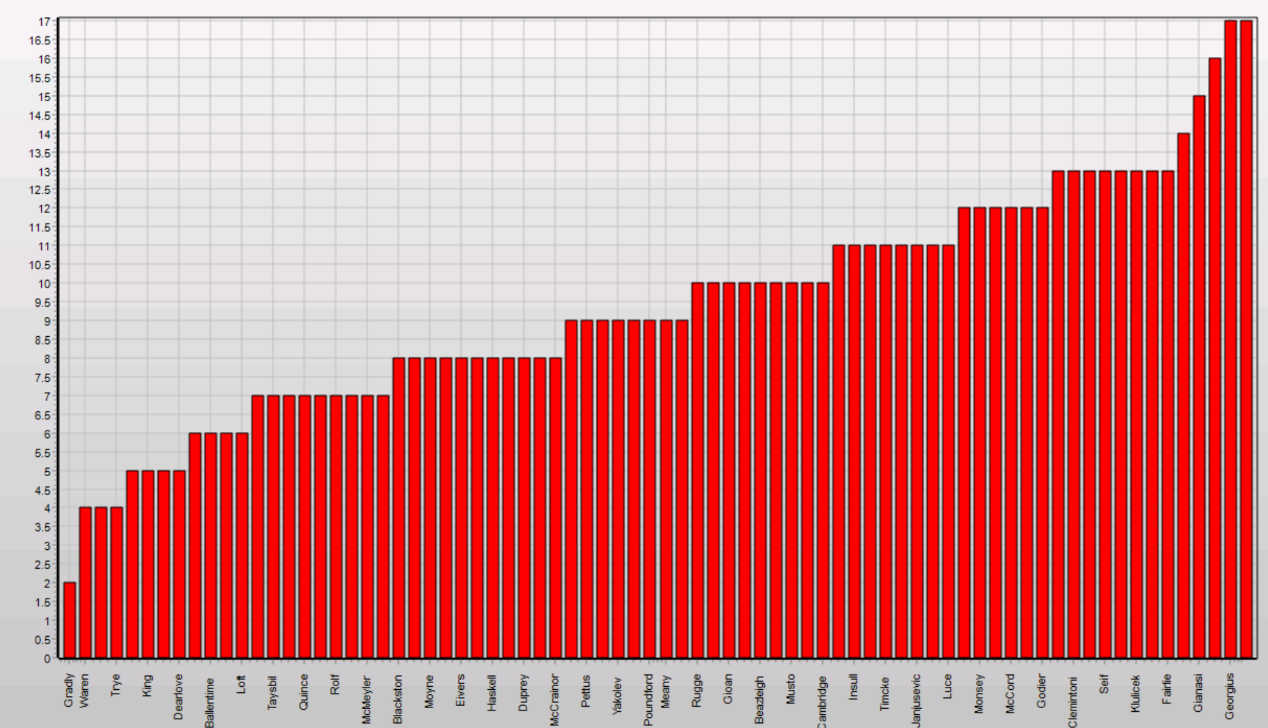 17
16.5
16
15.5
15
14.5
14
13.5
13
12.5
12
11.5
11
10.5
10
9.5
9
8.5
8
7.5
7
6.5
6
5.5
5
4.5
4
3.5
3
2.5
2
1.5
1
0.5
0
Gradly
Waren
Trye
King
Dearlove
Ballentime
Loft
Taysbil
Quince
Rolf
McMeyler
Blackston
Moyne
Eivers
Haskell
Duprey
McCrainor
Pettus
Yakolev
Poundtford
Meany
Rugge
Gioan
Beazleigh
Musto
Cambridge
Insull
Timcke
Janjusevic
Luce
Monsey
McCord
Godier
Clemintoni
Seif
Klulicek
Fairlie
Gianasi
Georgius